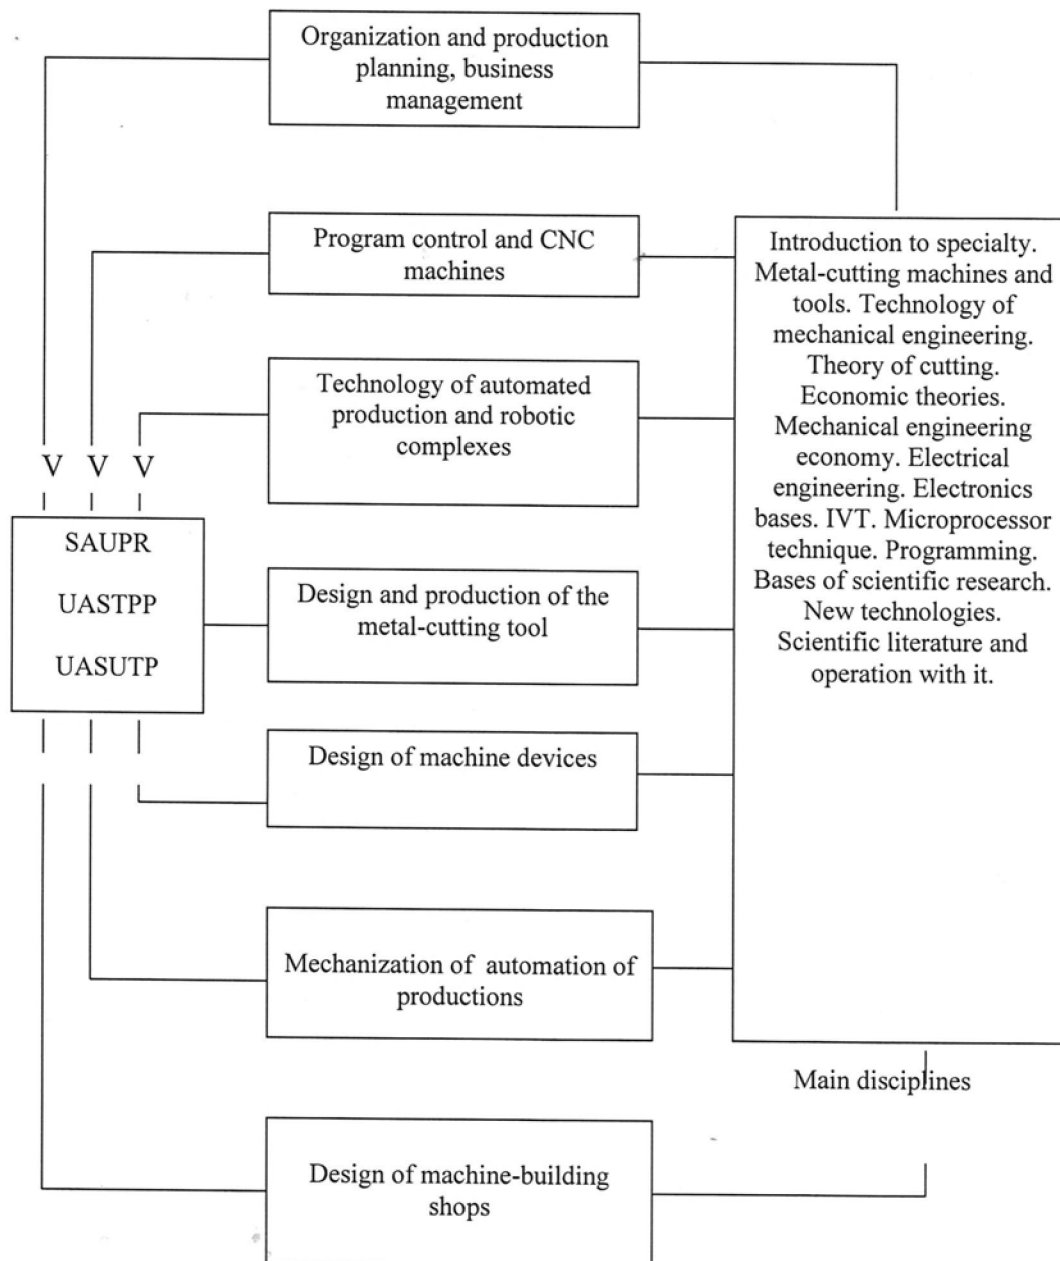 Organization and production
planning, business
management
Program control and CNC
machines
Technology of automated
production and robotic
complexes
V V V
SAUPR
UASTPP
UASUTP
Design and production of the
metal-cutting tool
Design of machine devices
Mechanization of automation of
productions
Design of machine-building
shops
Introduction to specialty.
Metal-cutting machines and
tools. Technology of
mechanical engineering.
Theory of cutting.
Economic theories.
Mechanical engineering
economy. Electrical
engineering. Electronics
bases. IVT. Microprocessor
technique. Programming.
Bases of scientific research.
New technologies.
Scientific literature and
operation with it.
Main disciplines